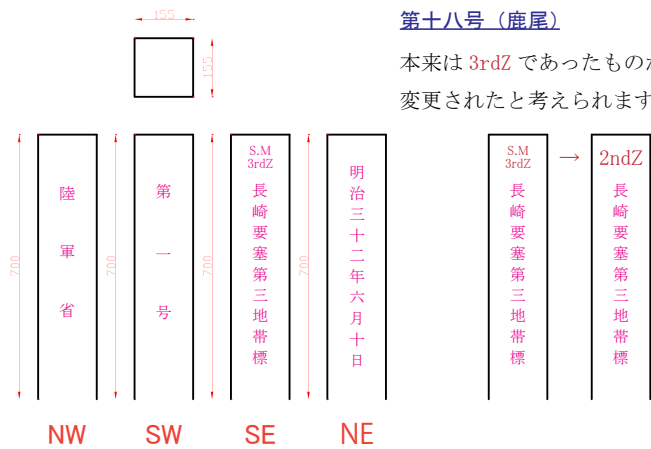 155
155
第十八号（鹿尾）
本来は 3rdZ であったものが
変更されたと考えられます
700
陸軍省
700
第一号
700
S.M
3rdZ
長崎要塞第三地帯標
700
明治三十二年六月十日
S.M
3rdZ
長崎要塞第三地帯標
→
2ndZ
長崎要塞第三地帯標
NW
SW
SE
NE